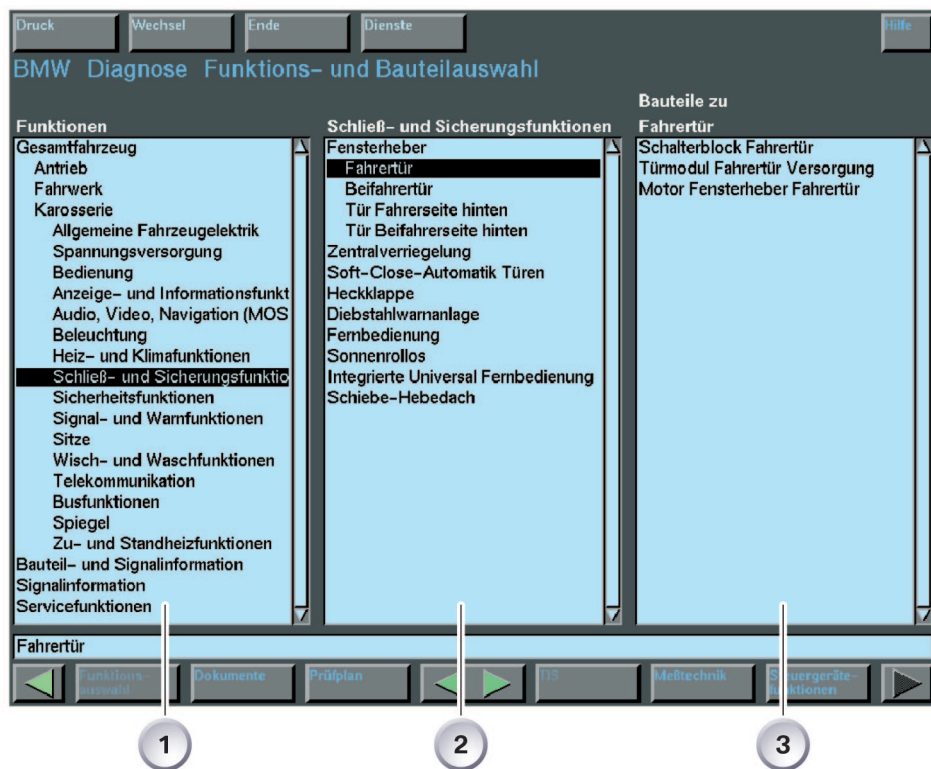 Druck
Wechsel
Ende
Dienste
Hilfe
BMW Diagnose Funktions- und Bauteilauswahl
Funktionen
Gesamtfahrzeug
Antrieb
Fahrwerk
Karosserie
Allgemeine Fahrzeugelektrik
Spannungsversorgung
Bedienung
Anzeige- und Informationsfunkt
Audio, Video, Navigation (MOS
Beleuchtung
Heiz- und Klimafunktionen
Schließ- und Sicherungsfunktio
Sicherheitsfunktionen
Signal- und Warnfunktionen
Sitze
Wisch- und Waschfunktionen
Telekommunikation
Busfunktionen
Spiegel
Zu- und Standheizfunktionen
Bauteil- und Signalinformation
Signalinformation
Servicefunktionen
Schließ- und Sicherungsfunktionen
Fensterheber
Fahrertür
Beifahrertür
Tür Fahrerseite hinten
Tür Beifahrerseite hinten
Zentralverriegelung
Soft-Close-Automatik Türen
Heckklappe
Diebstahlwarnanlage
Fernbedienung
Sonnenrollos
Integrierte Universal Fernbedienung
Schiebe-Hebedach
Bauteile zu
Fahrertür
Schalterblock Fahrertür
Türmodul Fahrertür Versorgung
Motor Fensterheber Fahrertür
Fahrertür
Funktions-
auswahl
Dokumente
Prüfplan
TIS
Meßtechnik
Steuergeräte-
funktionen
1
2
3